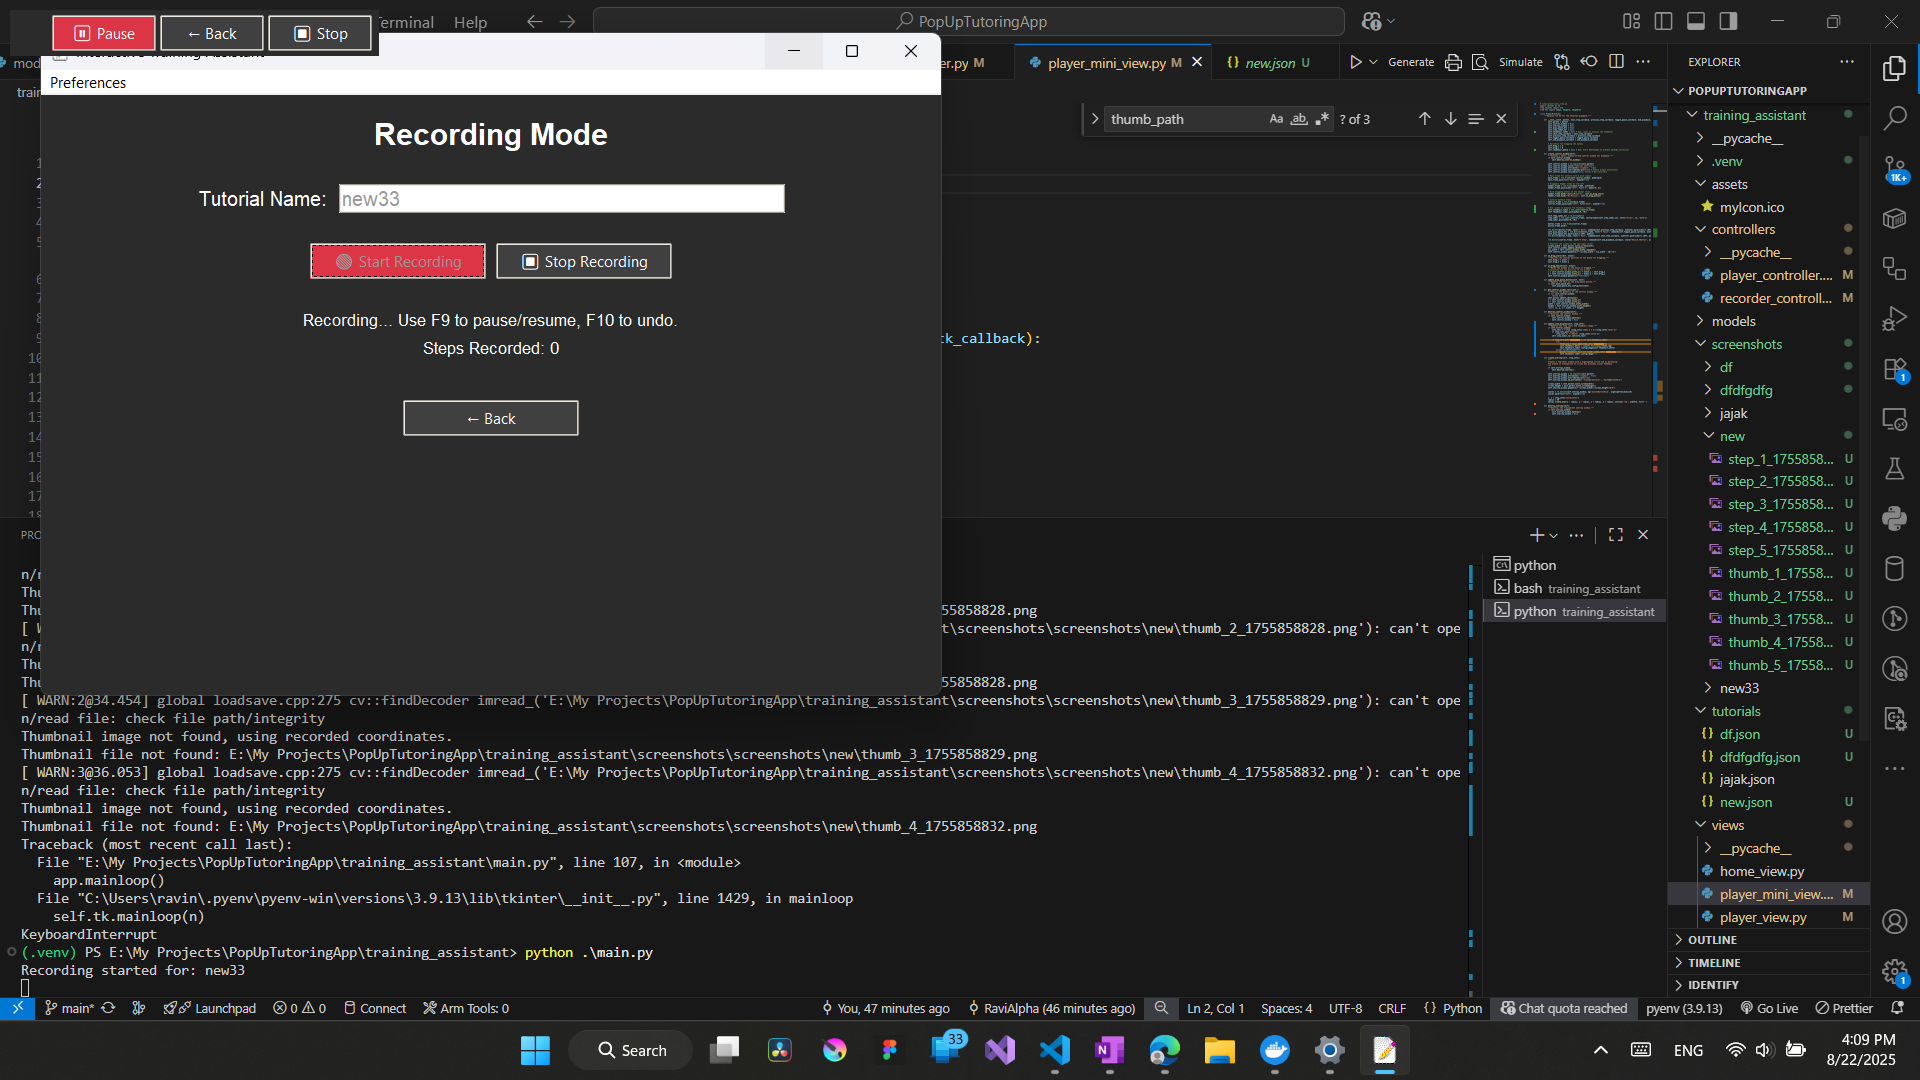 Pause
← Back
Stop
Terminal
Help
PopUpTutoringApp
Preferences
Recording Mode
Tutorial Name:
new33
Start Recording
Stop Recording
Recording... Use F9 to pause/resume, F10 to undo.
Steps Recorded: 0
← Back
player_mini_view.py M
new.json U
Generate
Simulate
thumb_path
Aa
ab
.*
? of 3
k_callback):
EXPLORER
POPUPTUTORINGAPP
training_assistant
__pycache__
.venv
assets
myIcon.ico
controllers
__pycache__
player_controller.... M
recorder_controll... M
models
screenshots
df
dfdfgdfg
jajak
new
step_1_1755858... U
step_2_1755858... U
step_3_1755858... U
step_4_1755858... U
step_5_1755858... U
thumb_1_17558... U
thumb_2_17558... U
thumb_3_17558... U
thumb_4_17558... U
thumb_5_17558... U
new33
tutorials
df.json U
dfdfgdfg.json U
jajak.json
new.json U
views
__pycache__
home_view.py
player_mini_view.... M
player_view.py M
OUTLINE
TIMELINE
IDENTIFY
1K+
1
1
python
bash training_assistant
python training_assistant
55858828.png
t\screenshots\screenshots\new\thumb_2_1755858828.png'): can't ope
55858828.png
[ WARN:2@34.454] global loadsave.cpp:275 cv::findDecoder imread_('E:\My Projects\PopUpTutoringApp\training_assistant\screenshots\screenshots\new\thumb_3_1755858829.png'): can't ope
n/read file: check file path/integrity
Thumbnail image not found, using recorded coordinates.
Thumbnail file not found: E:\My Projects\PopUpTutoringApp\training_assistant\screenshots\screenshots\new\thumb_3_1755858829.png
[ WARN:3@36.053] global loadsave.cpp:275 cv::findDecoder imread_('E:\My Projects\PopUpTutoringApp\training_assistant\screenshots\screenshots\new\thumb_4_1755858832.png'): can't ope
n/read file: check file path/integrity
Thumbnail image not found, using recorded coordinates.
Thumbnail file not found: E:\My Projects\PopUpTutoringApp\training_assistant\screenshots\screenshots\new\thumb_4_1755858832.png
Traceback (most recent call last):
File "E:\My Projects\PopUpTutoringApp\training_assistant\main.py", line 107, in <module>
app.mainloop()
File "C:\Users\ravin\.pyenv\pyenv-win\versions\3.9.13\lib\tkinter\__init__.py", line 1429, in mainloop
self.tk.mainloop(n)
KeyboardInterrupt
(.venv) PS E:\My Projects\PopUpTutoringApp\training_assistant> python .\main.py
Recording started for: new33
main*
Launchpad
0
0
Connect
Arm Tools: 0
You, 47 minutes ago
RaviAlpha (46 minutes ago)
Ln 2, Col 1
Spaces: 4
UTF-8
CRLF
Python
Chat quota reached
pyenv (3.9.13)
Go Live
Prettier
Search
33
ENG
4:09 PM
8/22/2025